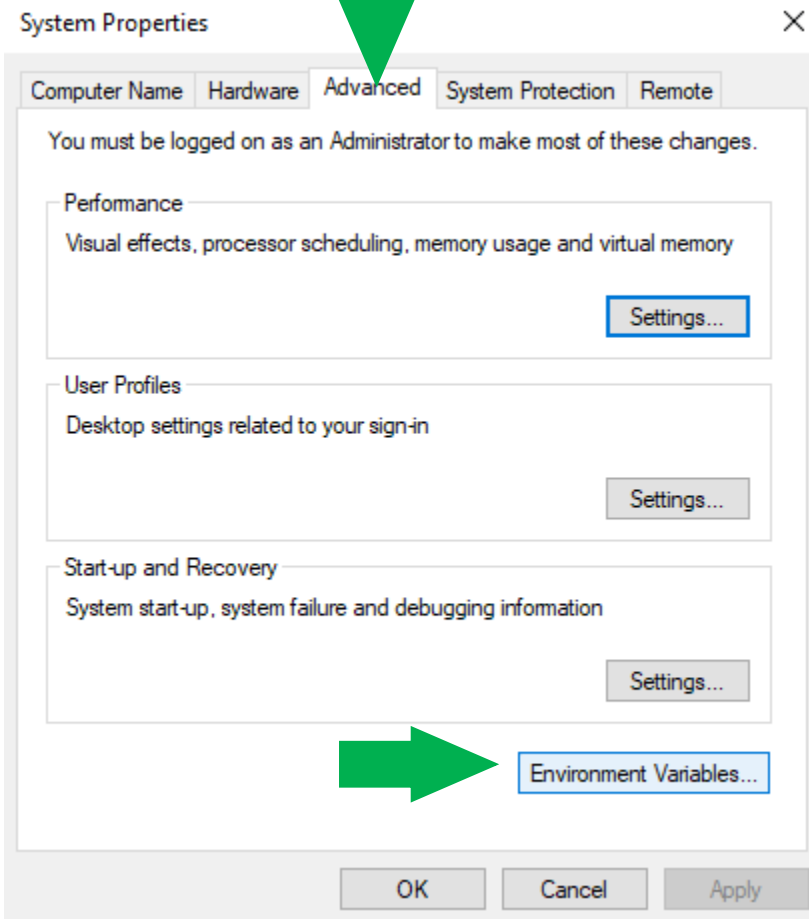 System Properties
Computer Name Hardware Advanced System Protection Remote
You must be logged on as an Administrator to make most of these changes.
Performance
Visual effects, processor scheduling, memory usage and virtual memory
Settings...
User Profiles
Desktop settings related to your sign-in
Settings...
Start-up and Recovery
System start-up, system failure and debugging information
Settings...
Environment Variables...
OK Cancel Apply